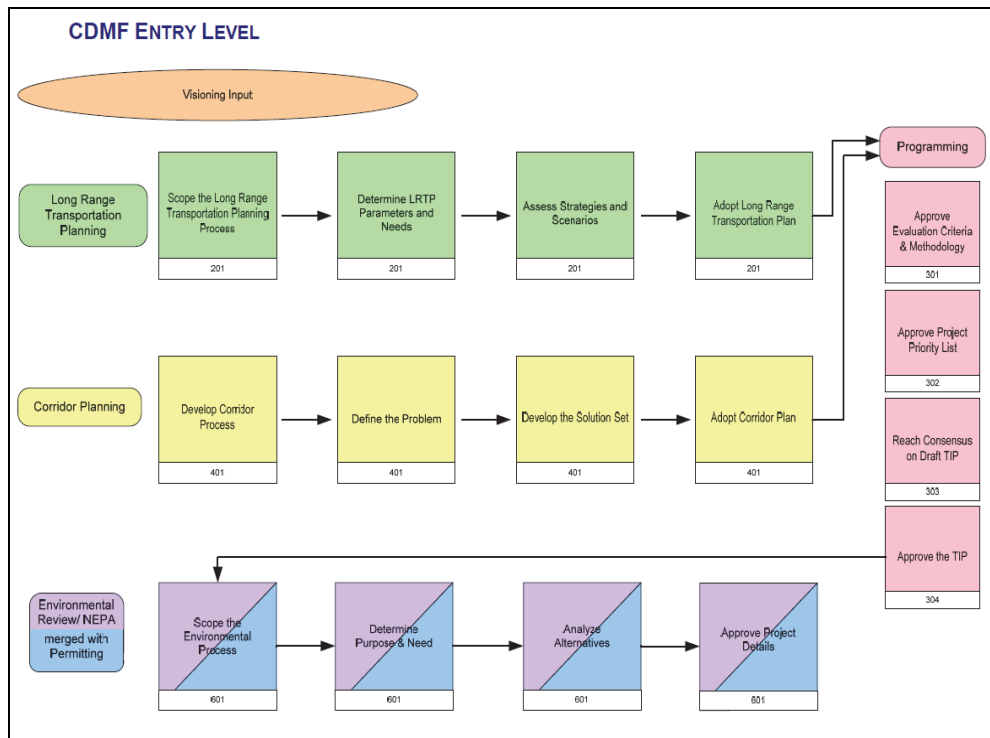 CDMF ENTRY LEVEL
Visioning Input
Programming
Long Range
Transportation
Planning
Scope the Long Range
Transportation Planning
Process
201
Determine LRTP
Parameters and
Needs
201
Assess Strategies and
Scenarios
201
Adopt Long Range
Transportation Plan
201
Approve
Evaluation Criteria
& Methodology
301
Approve Project
Priority List
302
Corridor Planning
Develop Corridor
Process
401
Define the Problem
401
Develop the Solution Set
401
Adopt Corridor Plan
401
Reach Consensus
on Draft TIP
303
Approve the TIP
304
Environmental
Review/ NEPA
merged with
Permitting
Scope the
Environmental
Process
601
Determine
Purpose & Need
601
Analyze
Alternatives
601
Approve Project
Details
601